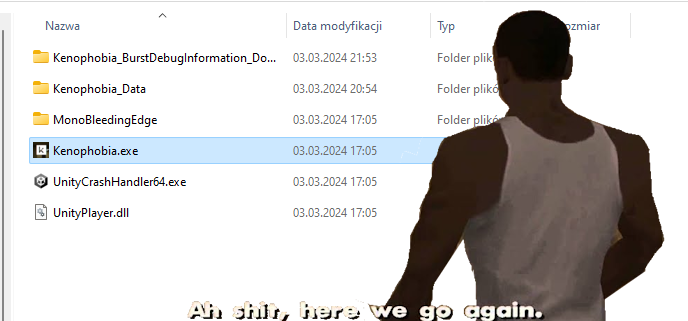 Nazwa Data modyfikacji Typ ozmiar
Kenophobia_BurstDebugInformation_Do... 03.03.2024 21:53 Folder plikó
Kenophobia_Data 03.03.2024 20:54 Folder plikó
MonoBleedingEdge 03.03.2024 17:05 Folder plikó
Kenophobia.exe 03.03.2024 17:05
UnityCrashHandler64.exe 03.03.2024 17:05
UnityPlayer.dll 03.03.2024 17:05
Ah shit, here we go again.